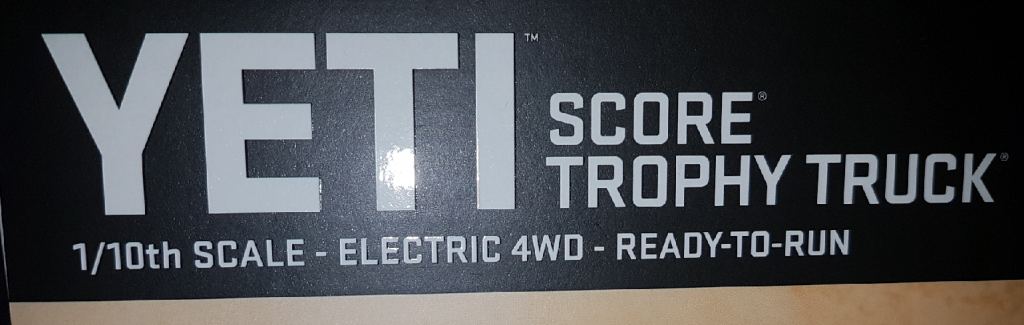 YETI™
SCORE®
TROPHY TRUCK®
1/10th SCALE - ELECTRIC 4WD - READY-TO-RUN